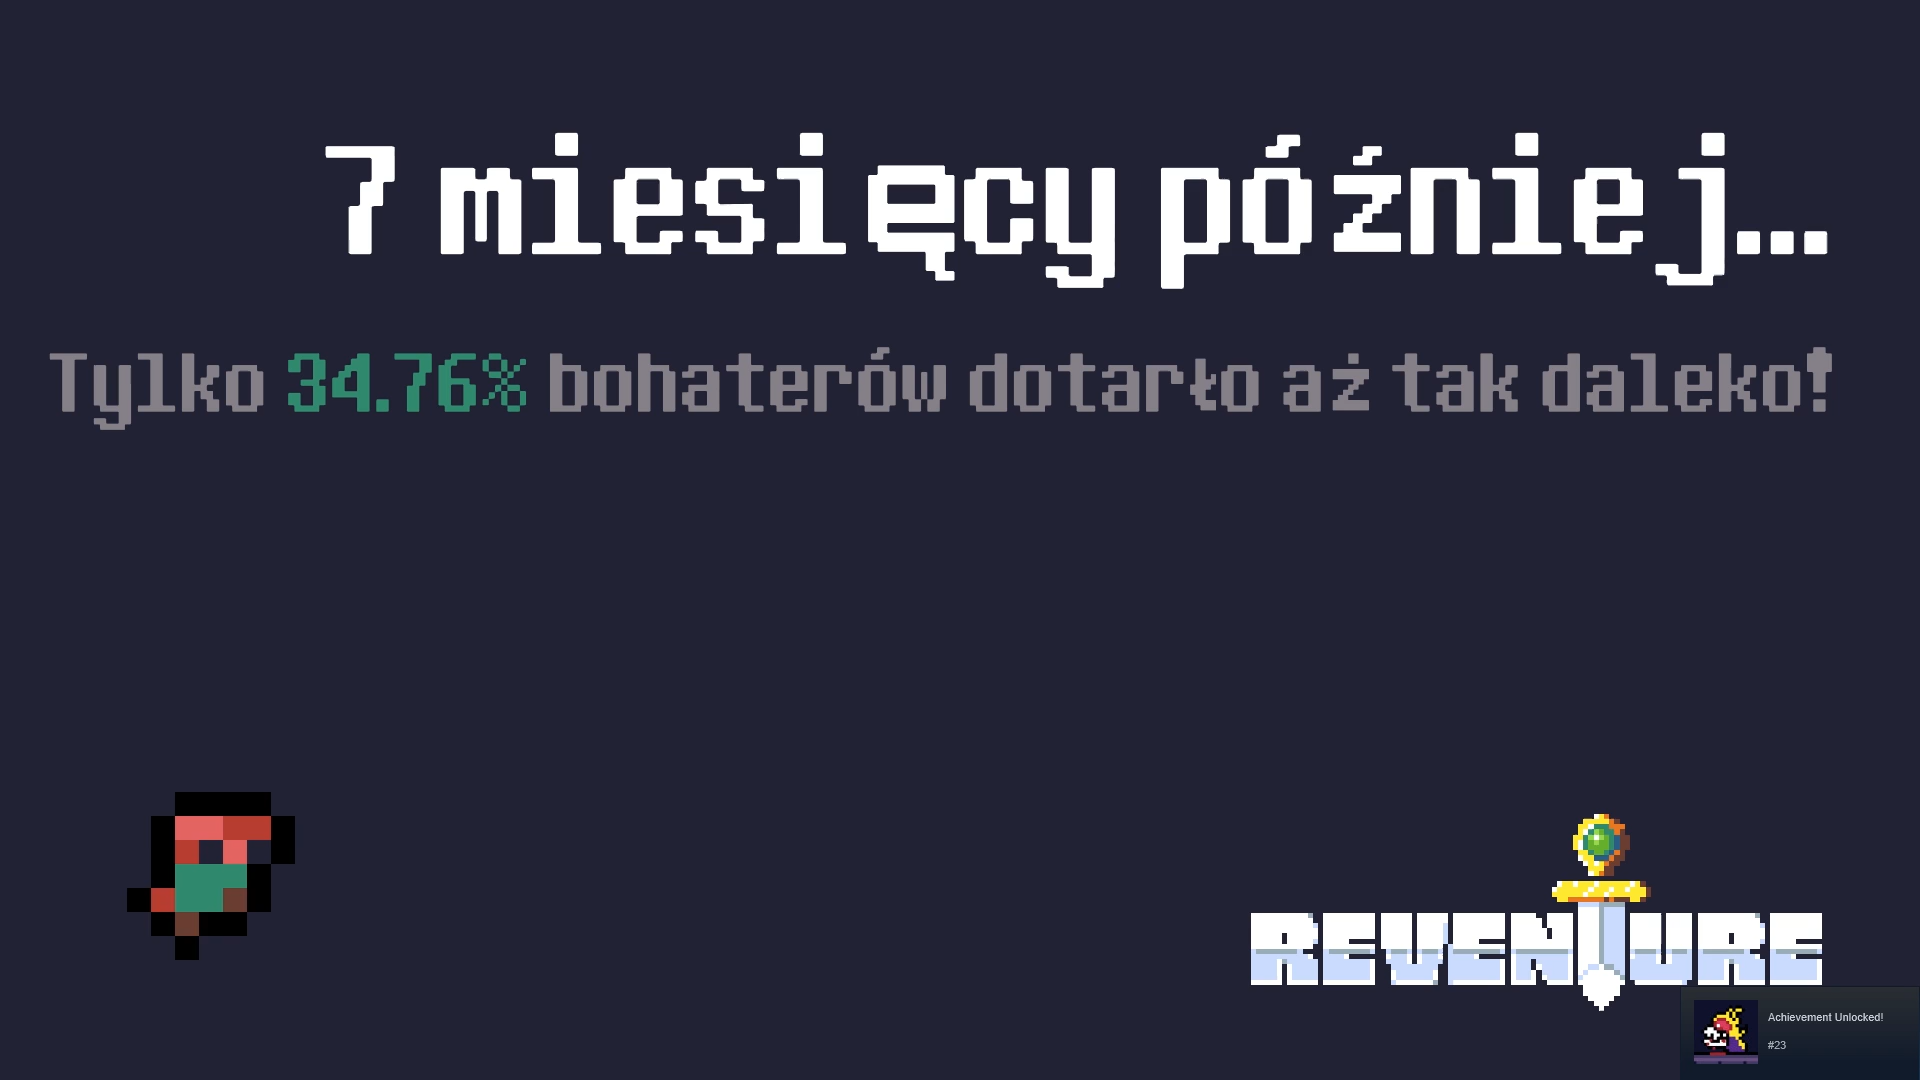 7 miesięcy później...
Tylko 34.76% bohaterów dotarło aż tak daleko!
REVENTURE
Achievement Unlocked!
#23